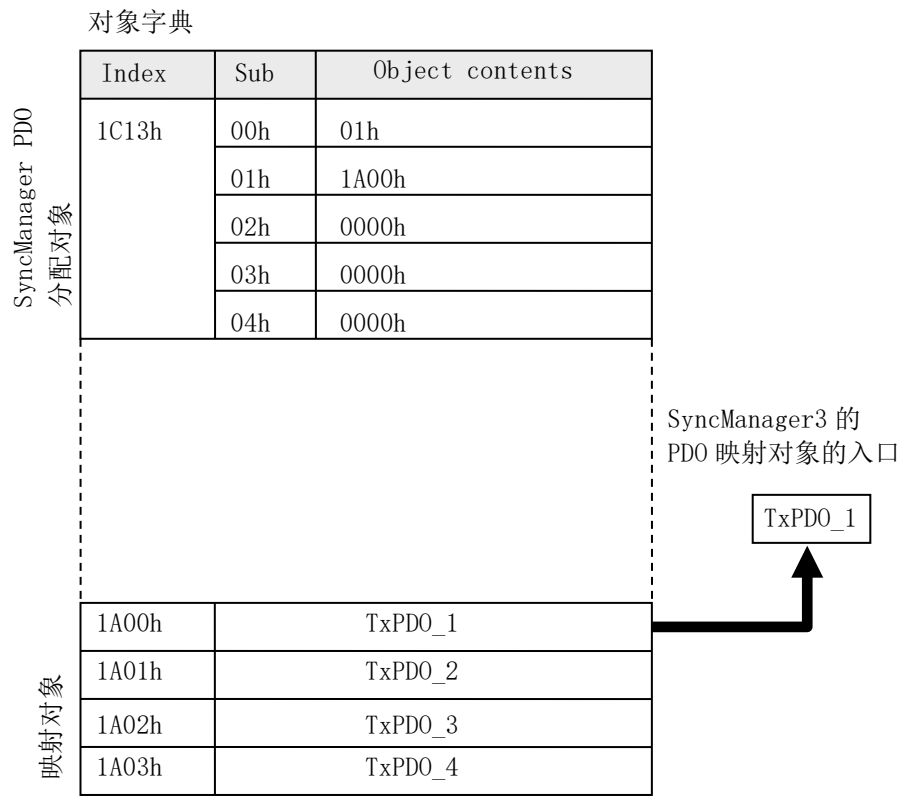 对象字典
Index Sub Object contents
SyncManager PDO
分配对象
1C13h 00h 01h
01h 1A00h
02h 0000h
03h 0000h
04h 0000h
SyncManager3 的
PDO 映射对象的入口
TxPDO_1
映射对象
1A00h TxPDO_1
1A01h TxPDO_2
1A02h TxPDO_3
1A03h TxPDO_4